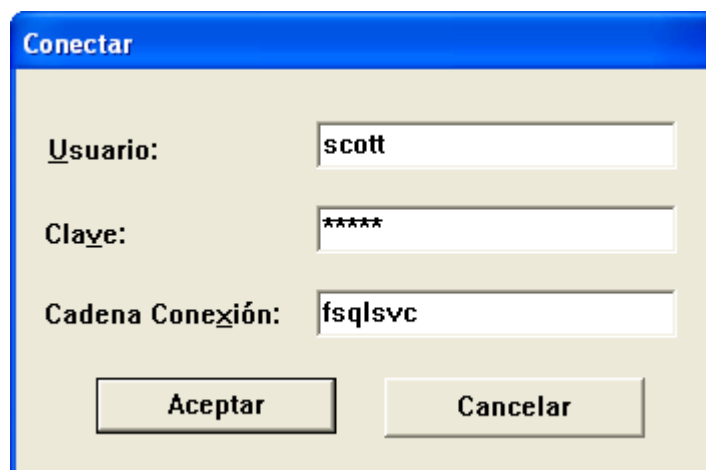 Conectar
Usuario: scott
Clave: *****
Cadena Conexión: fsqlsvc
Aceptar Cancelar